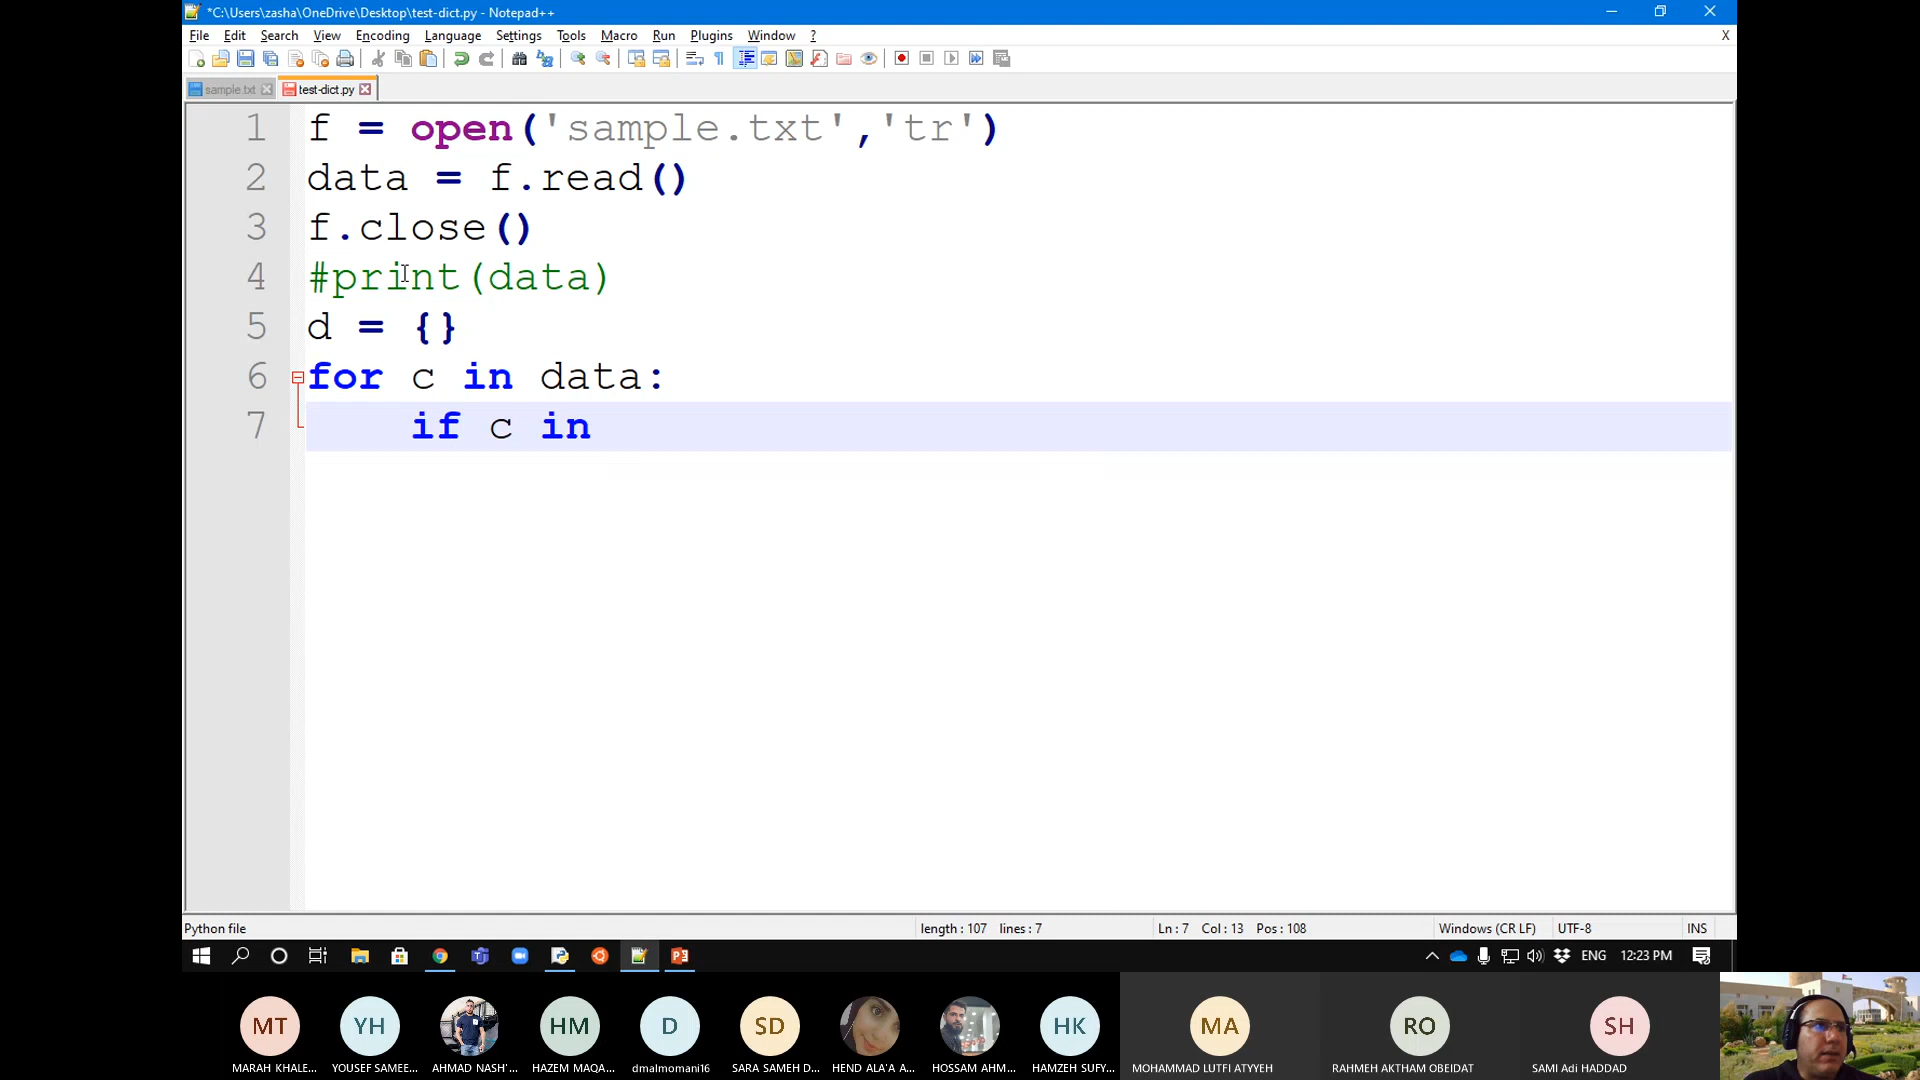 *C:\Users\zasha\OneDrive\Desktop\test-dict.py - Notepad++
File Edit Search View Encoding Language Settings Tools Macro Run Plugins Window ? X
sample.txt test-dict.py
1 f = open('sample.txt','tr')
2 data = f.read()
3 f.close()
4 #print(data)
5 d = {}
6 for c in data:
7 if c in
Python file length : 107 lines : 7 Ln : 7 Col : 13 Pos : 108 Windows (CR LF) UTF-8 INS
ENG 12:23 PM
MT YH HM D SD HK MA RO SH
MARAH KHALE... YOUSEF SAMEE... AHMAD NASH'... HAZEM MAQA... dmalmomani16 SARA SAMEH D... HEND ALA'A A... HOSSAM AHM... HAMZEH SUFY... MOHAMMAD LUTFI ATYYEH RAHMEH AKTHAM OBEIDAT SAMI Adi HADDAD